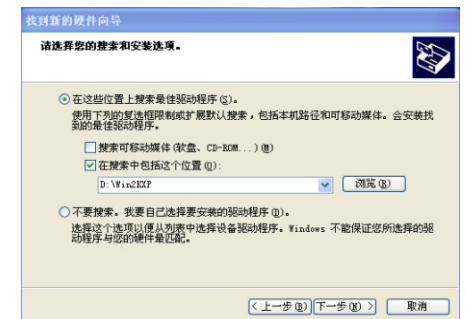 找到新的硬件向导
请选择您的搜索和安装选项。
在这些位置上搜索最佳驱动程序(S)。
使用下列的复选框限制或扩展默认搜索，包括本机路径和可移动媒体。会安装找
到的最佳驱动程序。
搜索可移动媒体(软盘、CD-ROM...)(M)
在搜索中包括这个位置(O):
D:\Win2KXP
浏览(R)
不要搜索。我要自己选择要安装的驱动程序(D)。
选择这个选项以便从列表中选择设备驱动程序。Windows 不能保证您所选择的驱
动程序与您的硬件最匹配。
< 上一步(B) 下一步(N) > 取消